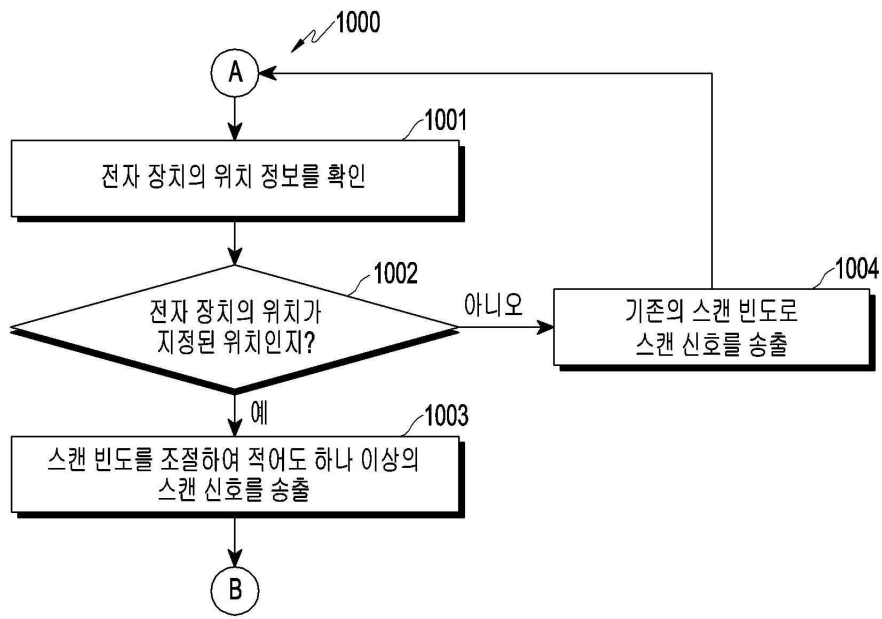 1000
A
1001
전자 장치의 위치 정보를 확인
1002
전자 장치의 위치가
지정된 위치인지?
아니오
1004
기존의 스캔 빈도로
스캔 신호를 송출
예
1003
스캔 빈도를 조절하여 적어도 하나 이상의
스캔 신호를 송출
B